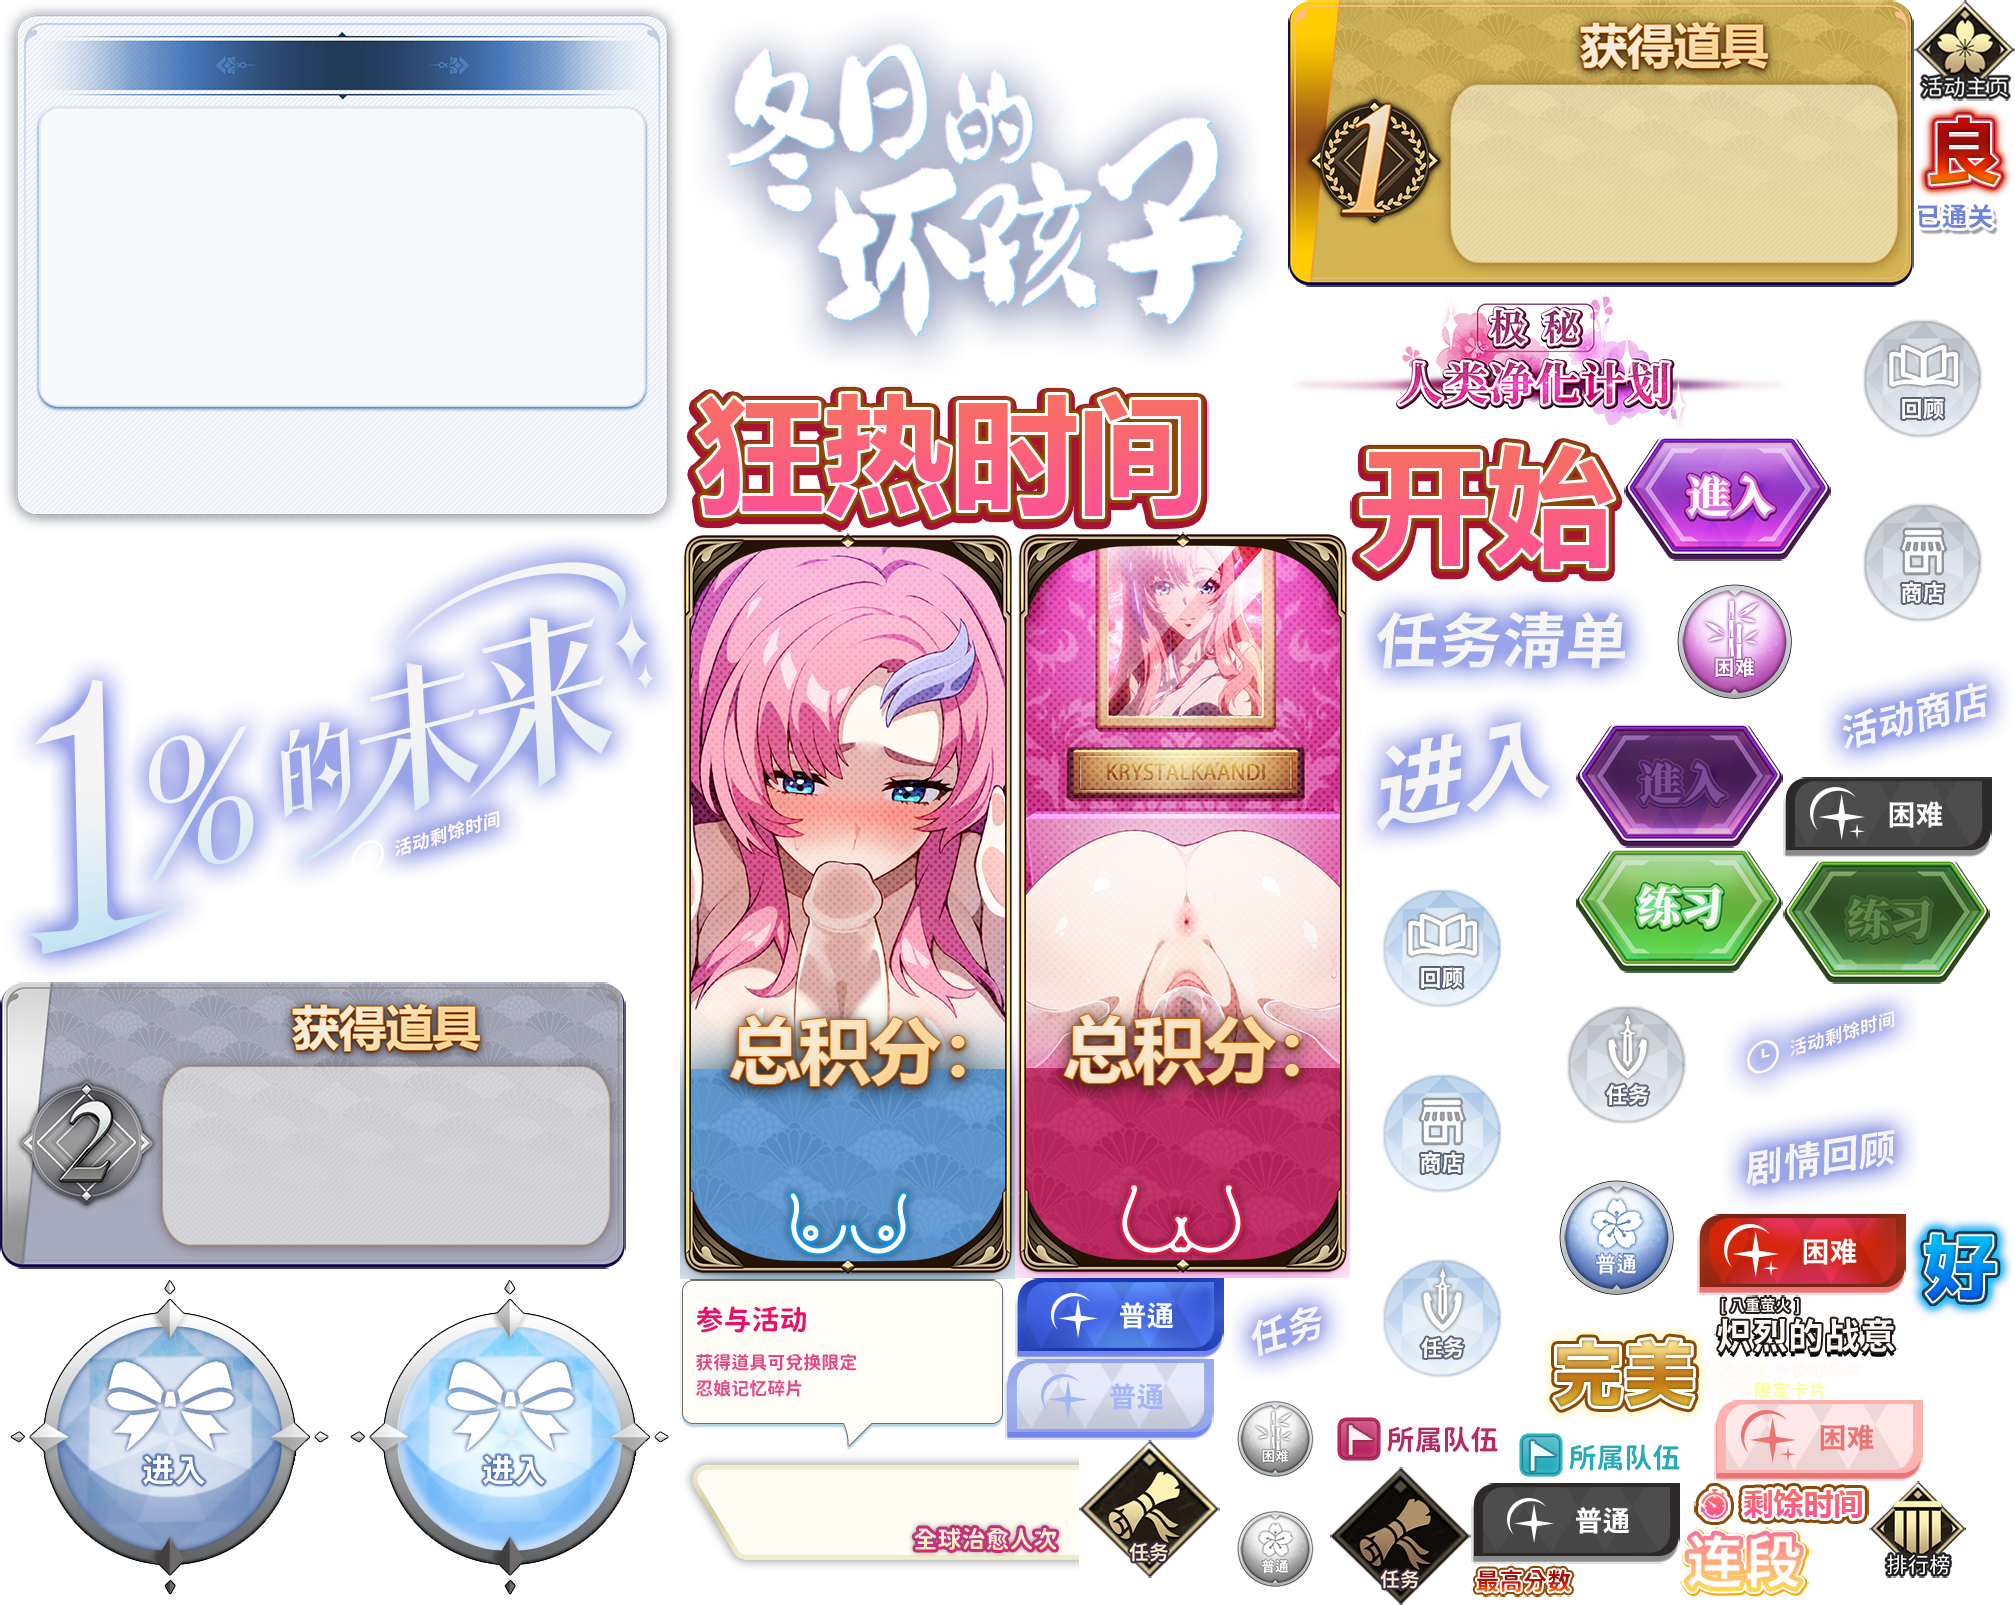 冬日的
坏孩子
获得道具
1
活动主页
良
已通关
极秘
人类净化计划
回顾
狂热时间
开始
進入
商店
任务清单
困难
1%的未来
活动剩馀时间
活动商店
进入
進入
困难
KRYSTALKA'ANDI
练习
练习
回顾
获得道具
2
总积分：
总积分：
任务
活动剩馀时间
商店
剧情回顾
普通
困难
好
参与活动
获得道具可兑换限定
忍娘记忆碎片
普通
任务
任务
[八重萤火]
炽烈的战意
限定卡片
完美
普通
困难
所属队伍
所属队伍
困难
进入
进入
全球治愈人次
任务
普通
任务
普通
最高分数
剩馀时间
连段
排行榜